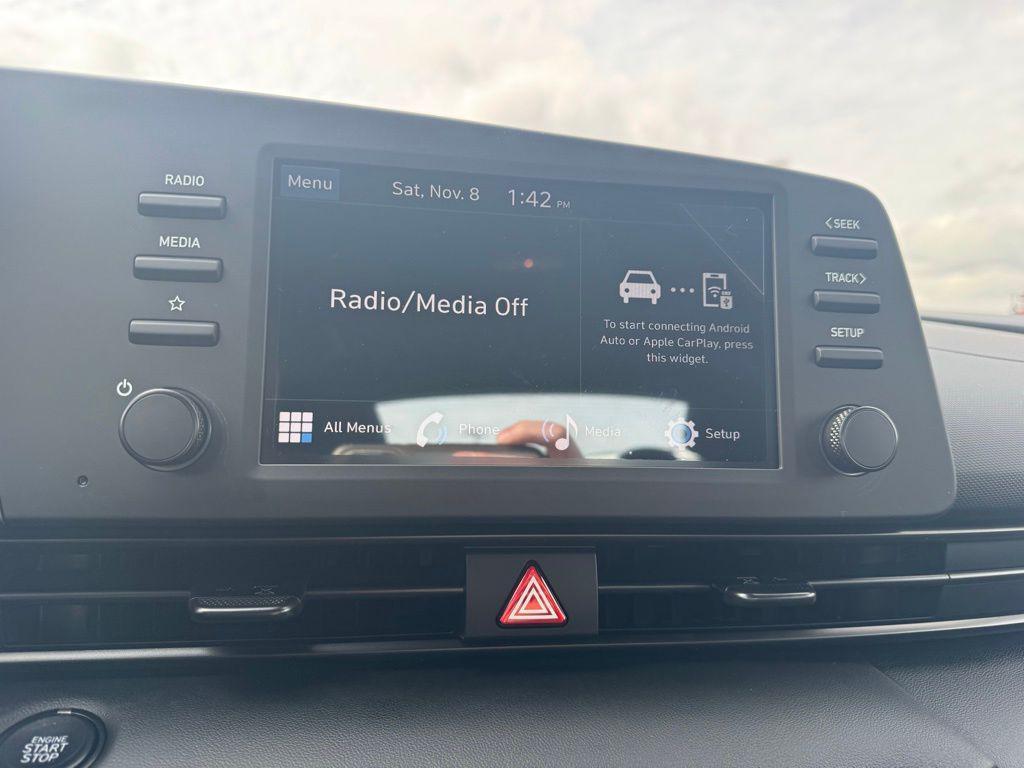 RADIO
MEDIA
Menu
Sat, Nov. 8 1:42 PM
Radio/Media Off
To start connecting Android
Auto or Apple CarPlay, press
this widget.
All Menus
Phone
Media
Setup
<SEEK
TRACK>
SETUP
ENGINE
START
STOP